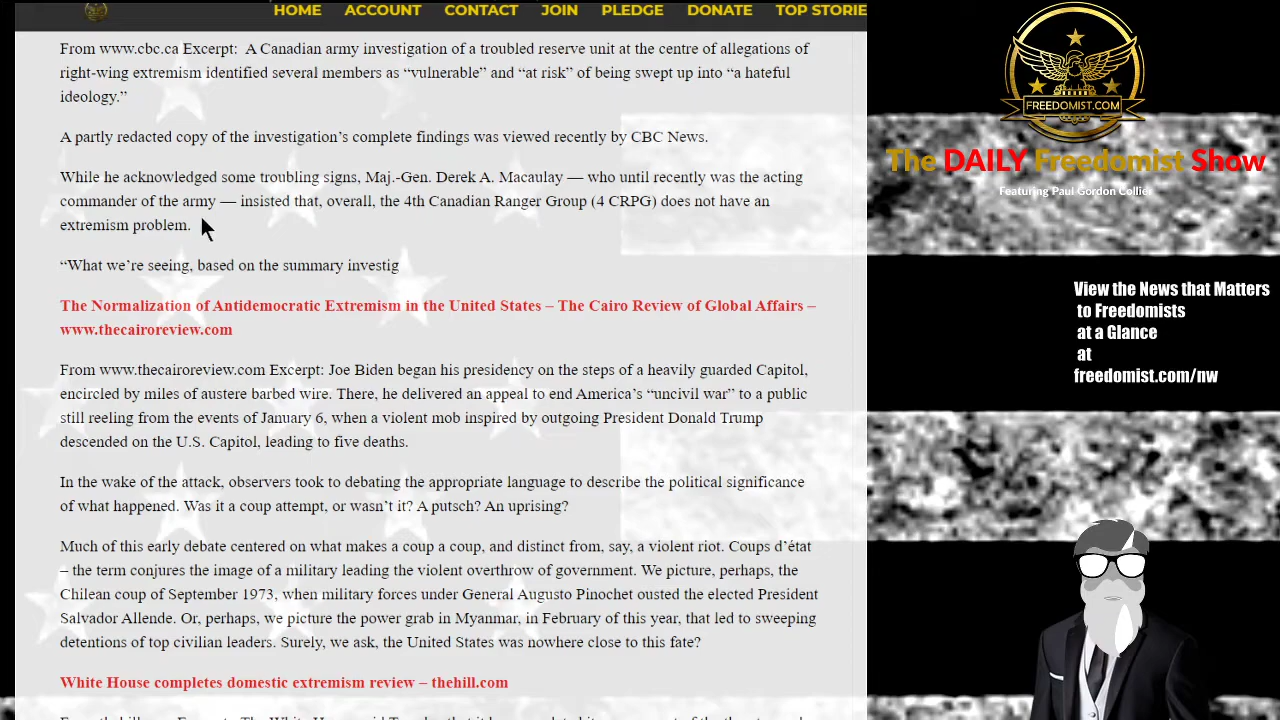 HOME ACCOUNT CONTACT JOIN PLEDGE DONATE TOP STORIE
From www.cbc.ca Excerpt:  A Canadian army investigation of a troubled reserve unit at the centre of allegations of
right-wing extremism identified several members as “vulnerable” and “at risk” of being swept up into “a hateful
ideology.”
A partly redacted copy of the investigation’s complete findings was viewed recently by CBC News.
While he acknowledged some troubling signs, Maj.-Gen. Derek A. Macaulay — who until recently was the acting
commander of the army — insisted that, overall, the 4th Canadian Ranger Group (4 CRPG) does not have an
extremism problem.
“What we’re seeing, based on the summary investig
The Normalization of Antidemocratic Extremism in the United States – The Cairo Review of Global Affairs –
www.thecairoreview.com
From www.thecairoreview.com Excerpt: Joe Biden began his presidency on the steps of a heavily guarded Capitol,
encircled by miles of austere barbed wire. There, he delivered an appeal to end America’s “uncivil war” to a public
still reeling from the events of January 6, when a violent mob inspired by outgoing President Donald Trump
descended on the U.S. Capitol, leading to five deaths.
In the wake of the attack, observers took to debating the appropriate language to describe the political significance
of what happened. Was it a coup attempt, or wasn’t it? A putsch? An uprising?
Much of this early debate centered on what makes a coup a coup, and distinct from, say, a violent riot. Coups d’état
– the term conjures the image of a military leading the violent overthrow of government. We picture, perhaps, the
Chilean coup of September 1973, when military forces under General Augusto Pinochet ousted the elected President
Salvador Allende. Or, perhaps, we picture the power grab in Myanmar, in February of this year, that led to sweeping
detentions of top civilian leaders. Surely, we ask, the United States was nowhere close to this fate?
White House completes domestic extremism review – thehill.com
FREEDOMIST.COM
The DAILY Freedomist Show
Featuring Paul Gordon Collier
View the News that Matters
to Freedomists
at a Glance
at
freedomist.com/nw